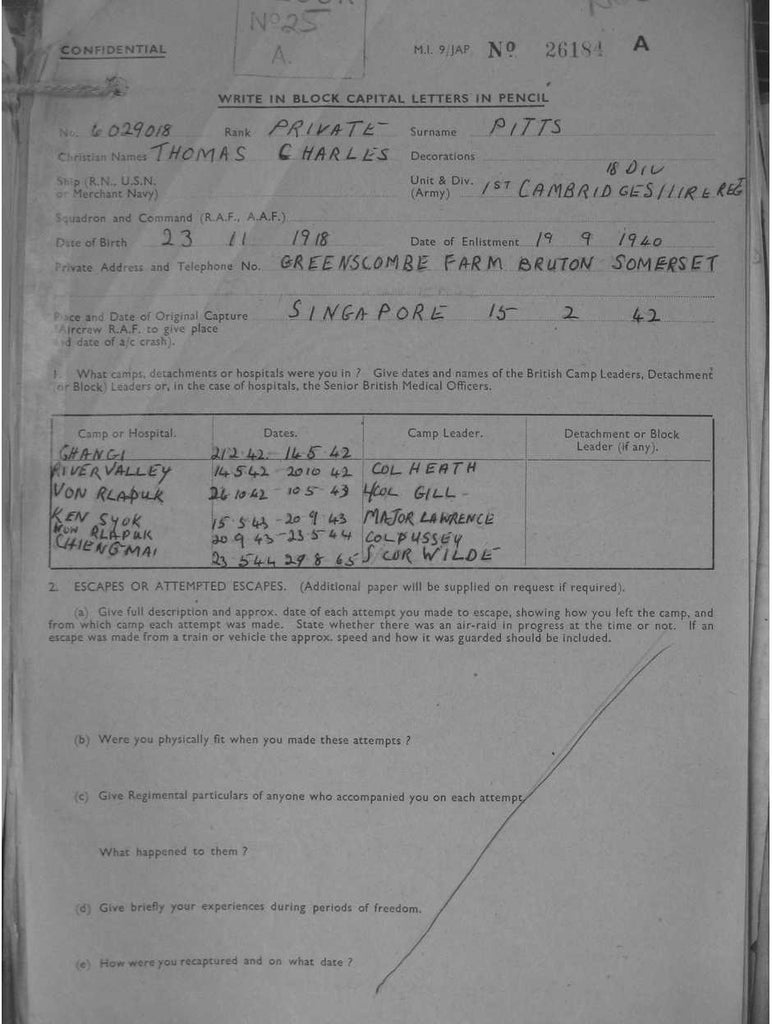 No 25
A.
CONFIDENTIAL
M.I. 9/JAP No 26184 A
WRITE IN BLOCK CAPITAL LETTERS IN PENCIL
No. 6029018 Rank PRIVATE Surname PITTS
Christian Names THOMAS CHARLES Decorations
18 DIV
Ship (R.N., U.S.N. Unit & Div. 1ST CAMBRIDGESHIRE REG
or Merchant Navy) (Army)
Squadron and Command (R.A.F., A.A.F.)
Date of Birth 23 11 1918 Date of Enlistment 19 9 1940
Private Address and Telephone No. GREENSCOMBE FARM BRUTON SOMERSET
Place and Date of Original Capture SINGAPORE 15 2 42
(Aircrew R.A.F. to give place
and date of a/c crash).
1. What camps, detachments or hospitals were you in ? Give dates and names of the British Camp Leaders, Detachment
(or Block) Leaders or, in the case of hospitals, the Senior British Medical Officers.
Camp or Hospital. Dates. Camp Leader. Detachment or Block
Leader (if any).
CHANGI 21 2 42 - 14 5 42
RIVER VALLEY 14 5 42 - 20 10 42 COL HEATH
VON RLAPUK 26 10 42 - 10 5 43 L/COL GILL -
KEN SYOK 15 5 43 - 20 9 43 MAJOR LAWRENCE
NON RLAPUK 20 9 43 - 23 5 44 COL PUSSEY
CHIENG-MAI 23 5 44 29 8 65 S COR WILDE
2. ESCAPES OR ATTEMPTED ESCAPES. (Additional paper will be supplied on request if required).
(a) Give full description and approx. date of each attempt you made to escape, showing how you left the camp, and
from which camp each attempt was made. State whether there was an air-raid in progress at the time or not. If an
escape was made from a train or vehicle the approx. speed and how it was guarded should be included.
(b) Were you physically fit when you made these attempts ?
(c) Give Regimental particulars of anyone who accompanied you on each attempt.
What happened to them ?
(d) Give briefly your experiences during periods of freedom.
(e) How were you recaptured and on what date ?